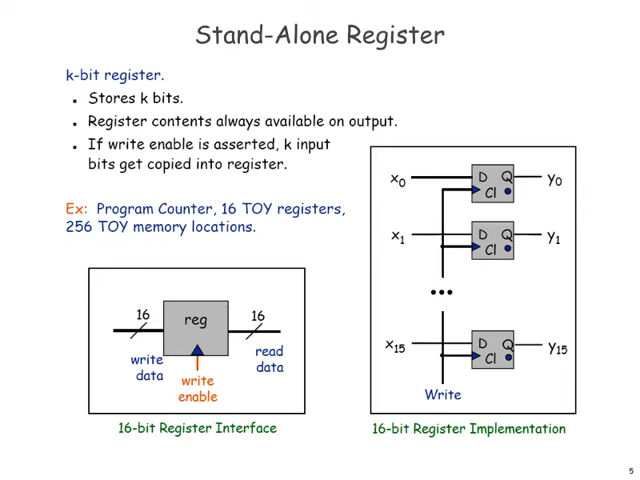 Stand-Alone Register
k-bit register.
▪ Stores k bits.
▪ Register contents always available on output.
▪ If write enable is asserted, k input
bits get copied into register.
Ex: Program Counter, 16 TOY registers,
256 TOY memory locations.
16
reg
16
write
data
read
data
write
enable
16-bit Register Interface
x0 D Q y0
Cl
x1 D Q y1
Cl
•••
x15 D Q y15
Cl
Write
16-bit Register Implementation
5